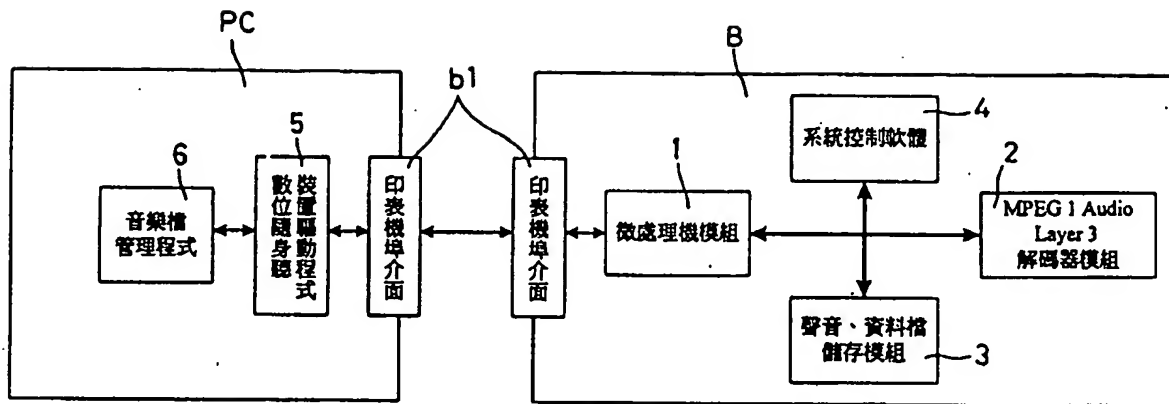 PC
b1
B
6
音樂檔
管理程式
5
數位隨身聽
裝置驅動程式
印表機埠介面
印表機埠介面
1
微處理機模組
4
系統控制軟體
2
MPEG 1 Audio
Layer 3
解碼器模組
聲音、資料檔
儲存模組
3